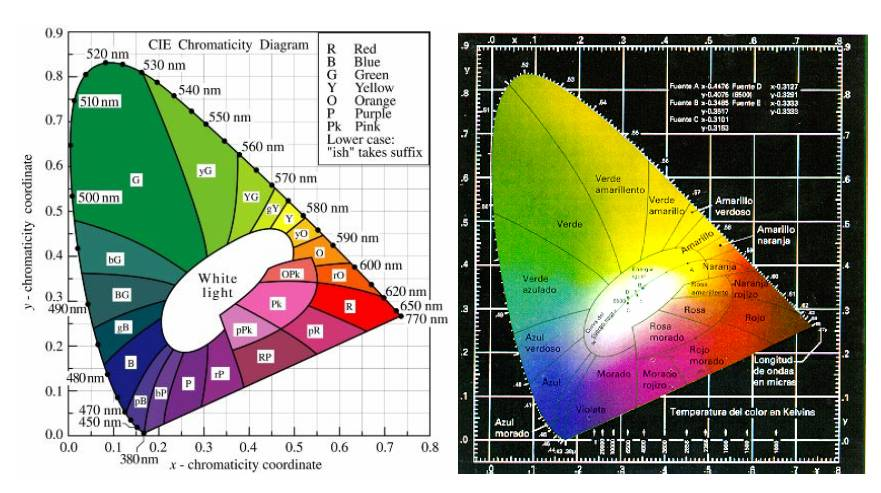 CIE Chromaticity Diagram
R Red
B Blue
G Green
Y Yellow
O Orange
P Purple
Pk Pink
Lower case:
"ish" takes suffix
520 nm
530 nm
540 nm
550 nm
560 nm
570 nm
580 nm
590 nm
600 nm
620 nm
650 nm
770 nm
510 nm
500 nm
490nm
480nm
470 nm
450 nm
380nm
G
yG
YG
gY
Y
yO
O
rO
OPk
R
Pk
pPk
pR
RP
rP
P
bP
pB
B
gB
BG
bG
White
light
y - chromaticity coordinate
0.9
0.8
0.7
0.6
0.5
0.4
0.3
0.2
0.1
0.0
0.0 0.1 0.2 0.3 0.4 0.5 0.6 0.7 0.8
x - chromaticity coordinate
Verde
amarillento
Verde
amarillo
Amarillo
verdoso
Amarillo
naranja
Amarillo
Naranja
Naranja
rojizo
Verde
Verde
azulado
Rosa
amarillento
Rosa
Rojo
Rosa
morado
Rojo
morado
Azul
verdoso
Azul
Morado
Morado
rojizo
Violeta
Azul
morado
Longitud
de ondas
en micras
Temperatura del color en Kelvins